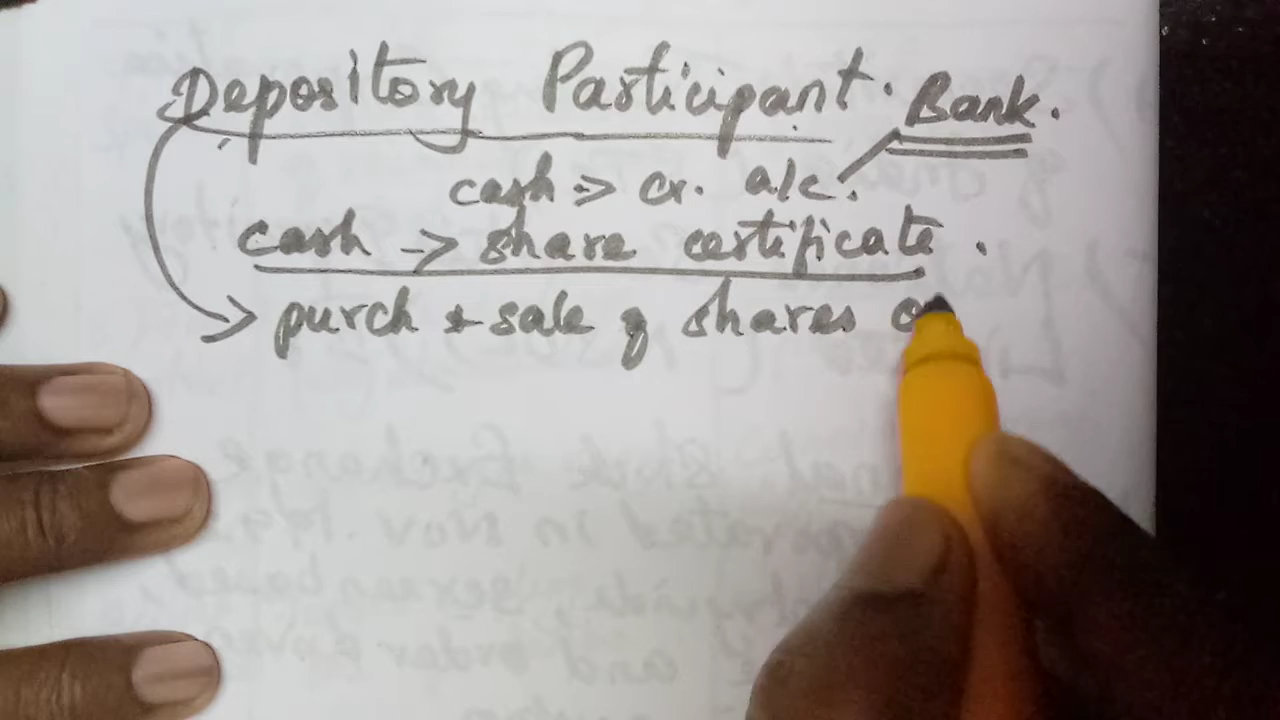 Depository Participant. Bank.
cash -> cr. a/c.
cash -> share certificate.
-> purch & sale of shares